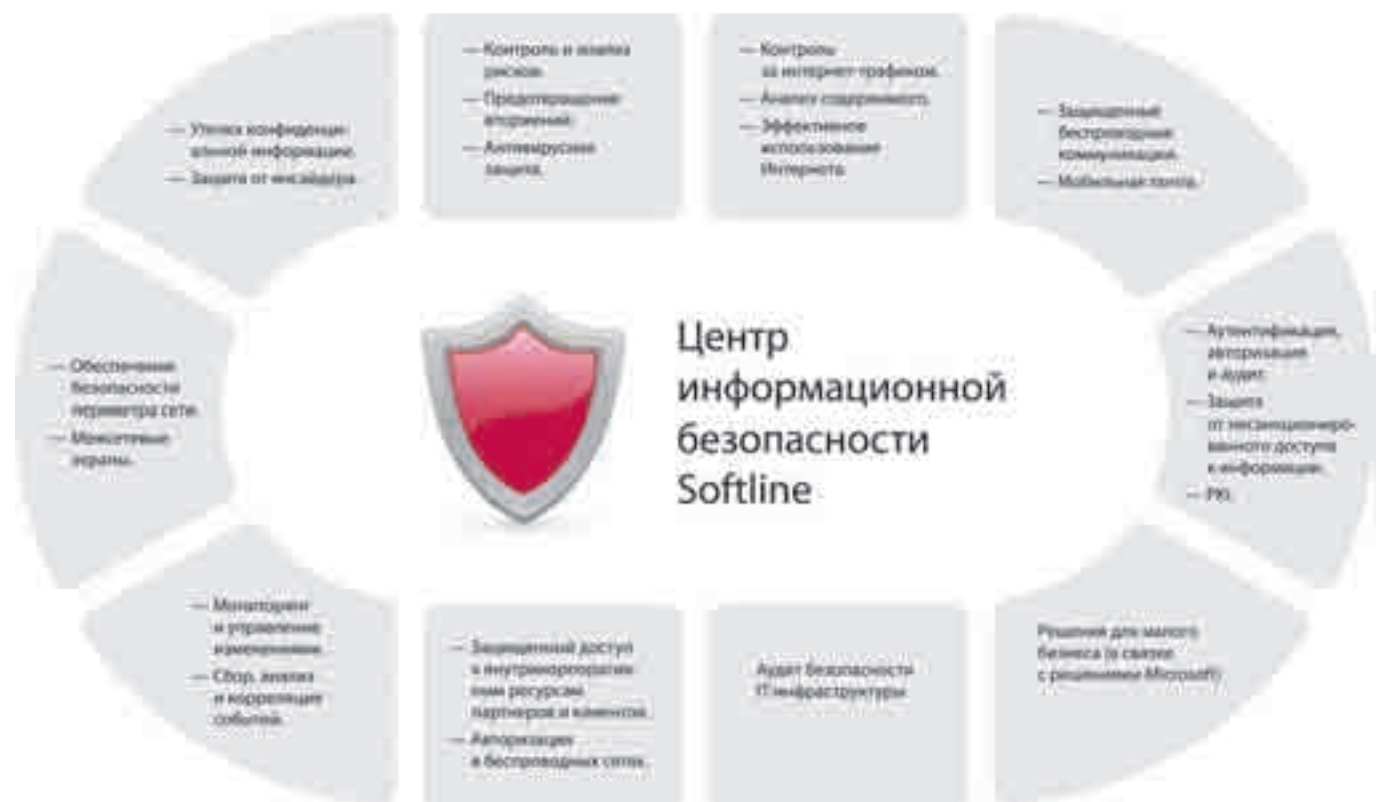 — Контроль и анализ
рисков.
— Предотвращение
вторжений.
— Антивирусная
защита.
— Контроль
за интернет-трафиком.
— Анализ содержимого.
— Эффективное
использование
Интернета.
— Утечка конфиденци-
альной информации.
— Защита от инсайдера.
— Защищенные
беспроводные
коммуникации.
— Мобильная почта.
— Обеспечение
безопасности
периметра сети.
— Межсетевые
экраны.
Центр
информационной
безопасности
Softline
— Аутентификация,
авторизация
и аудит.
— Защита
от несанкциониро-
ванного доступа
к информации.
— PKI.
— Мониторинг
и управление
изменениями.
— Сбор, анализ
и корреляция
событий.
— Защищенный доступ
к внутрикорпоратив-
ным ресурсам
партнеров и клиентов.
— Авторизация
в беспроводных сетях.
Аудит безопасности
IT-инфраструктуры
Решения для малого
бизнеса (в связке
с решениями Microsoft)